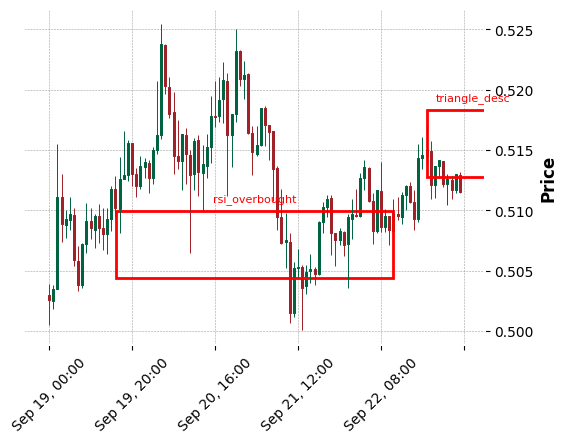 0.525
0.520
triangle_desc
0.515
rsi_overbought
0.510
0.505
0.500
Price
Sep 19, 00:00
Sep 19, 20:00
Sep 20, 16:00
Sep 21, 12:00
Sep 22, 08:00